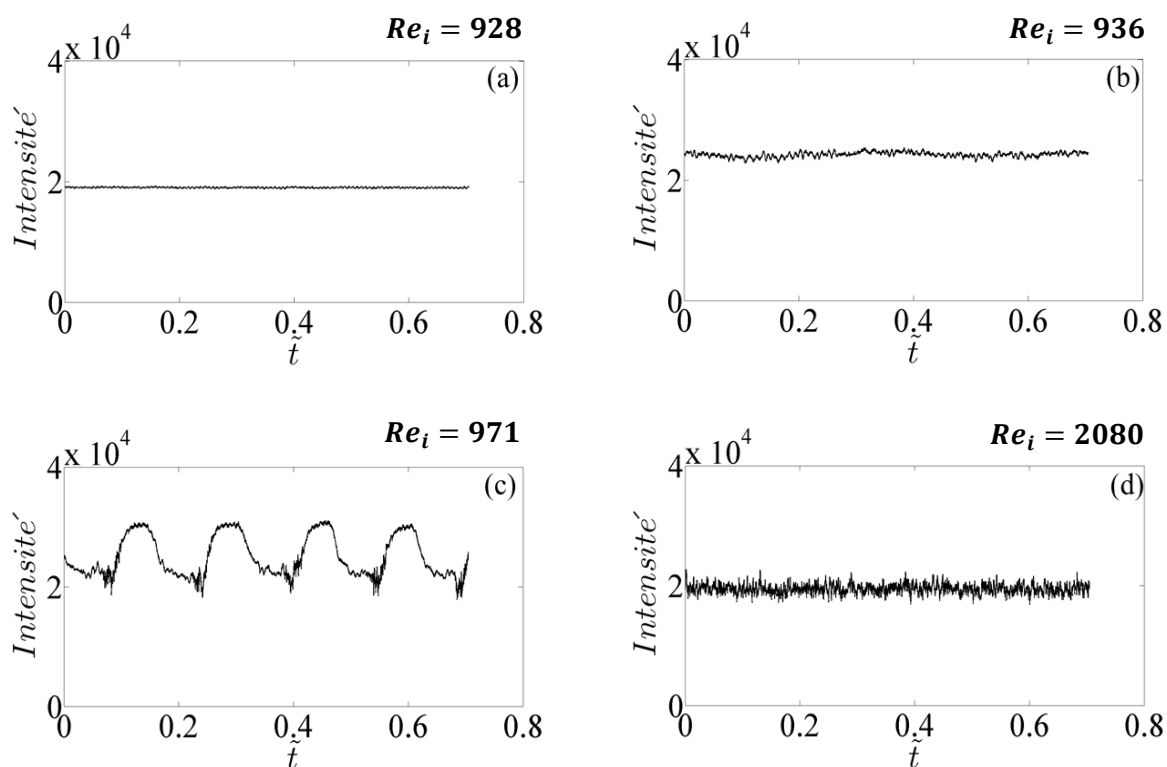 Re_i = 928
4 x 10^4
(a)
Intensité
2
0
0 0.2 0.4 0.6 0.8
t̃
Re_i = 936
4 x 10^4
(b)
Intensité
2
0
0 0.2 0.4 0.6 0.8
t̃
Re_i = 971
4 x 10^4
(c)
Intensité
2
0
0 0.2 0.4 0.6 0.8
t̃
Re_i = 2080
4 x 10^4
(d)
Intensité
2
0
0 0.2 0.4 0.6 0.8
t̃